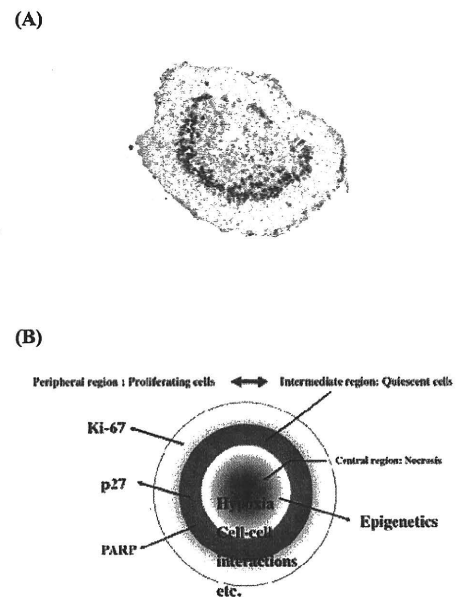 (A)
(B)
Peripheral region : Proliferating cells
Intermediate region: Quiescent cells
Ki-67
Central region: Necrosis
p27
Hypoxia
Epigenetics
Cell-cell
PARP
interactions
etc.